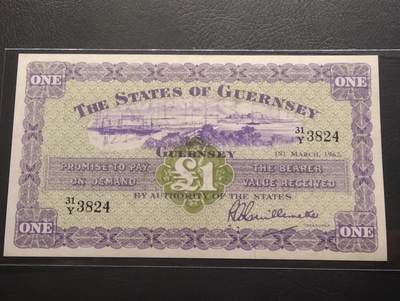 ONE
ONE
THE STATES OF GUERNSEY
31/Y 3824
GUERNSEY
1ST MARCH, 1965
PROMISE TO PAY £1 THE BEARER
ON DEMAND VALUE RECEIVED
31/Y 3824
BY AUTHORITY OF THE STATES
ONE
ONE